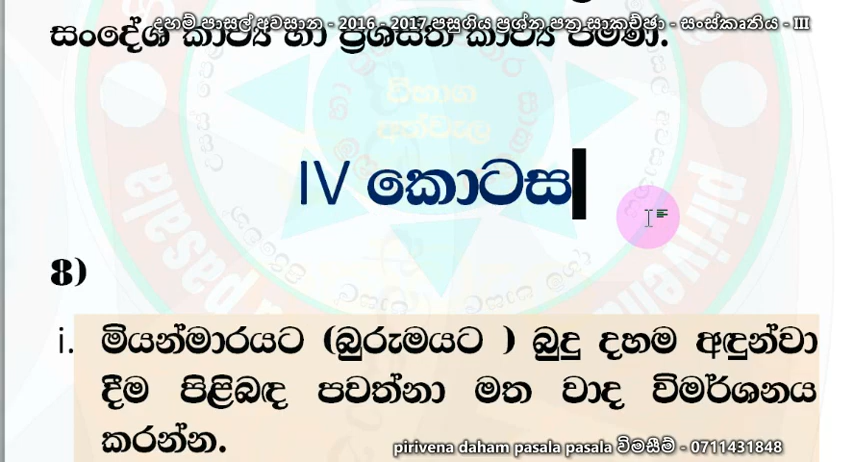 දහම් පාසල් අවසාන - 2016 - 2017 පසුගිය ප්‍රශ්න පත්‍ර සාකච්ඡා - සංස්කෘතිය - III
සංදේශ කාව්‍ය හා ප්‍රශස්ති කාව්‍ය පමණි.
IV කොටස
8)
i. මියන්මාරයට (බුරුමයට ) බුදු දහම අඳුන්වා
දීම පිළිබඳ පවත්නා මත වාද විමර්ශනය
කරන්න.
pirivena daham pasala pasala විමසීම් - 0711431848